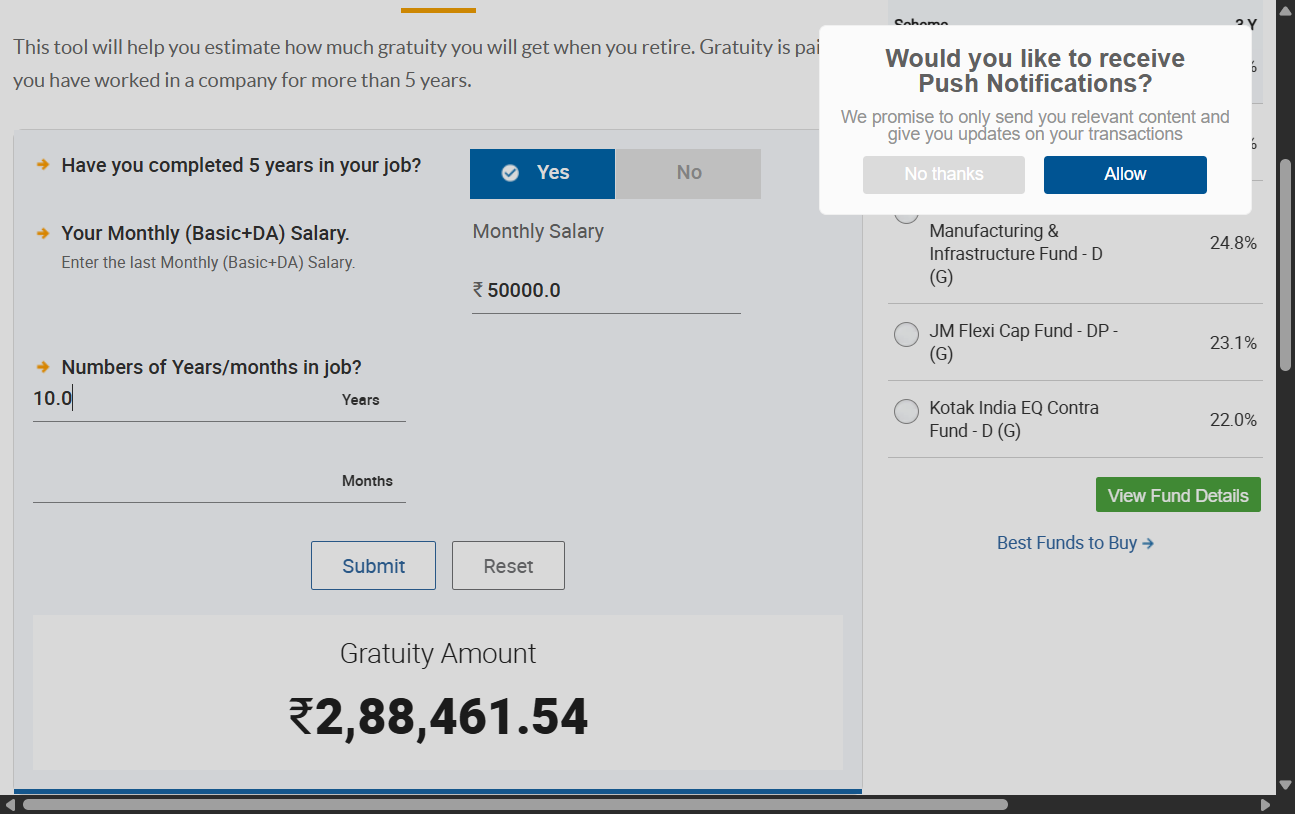 This tool will help you estimate how much gratuity you will get when you retire. Gratuity is
you have worked in a company for more than 5 years.
Have you completed 5 years in your job?
Yes
No
Your Monthly (Basic+DA) Salary.
Enter the last Monthly (Basic+DA) Salary.
Monthly Salary
₹ 50000.0
Numbers of Years/months in job?
10.0
Years
Months
Submit
Reset
Gratuity Amount
₹2,88,461.54
Would you like to receive
Push Notifications?
We promise to only send you relevant content and
give you updates on your transactions
No thanks
Allow
Scheme
3 Y
Manufacturing &
Infrastructure Fund - D
(G)
24.8%
JM Flexi Cap Fund - DP -
(G)
23.1%
Kotak India EQ Contra
Fund - D (G)
22.0%
View Fund Details
Best Funds to Buy